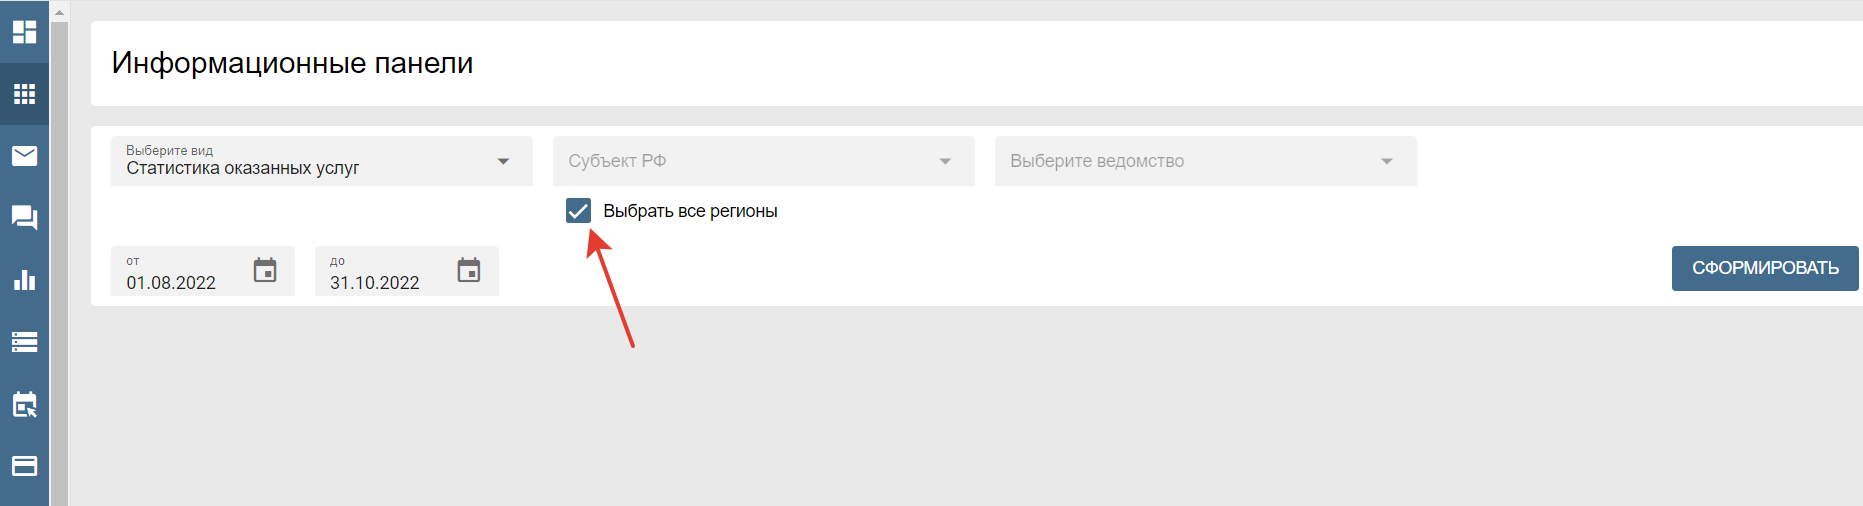 Информационные панели
Выберите вид
Статистика оказанных услуг
Субъект РФ
Выберите ведомство
Выбрать все регионы
от
01.08.2022
до
31.10.2022
СФОРМИРОВАТЬ